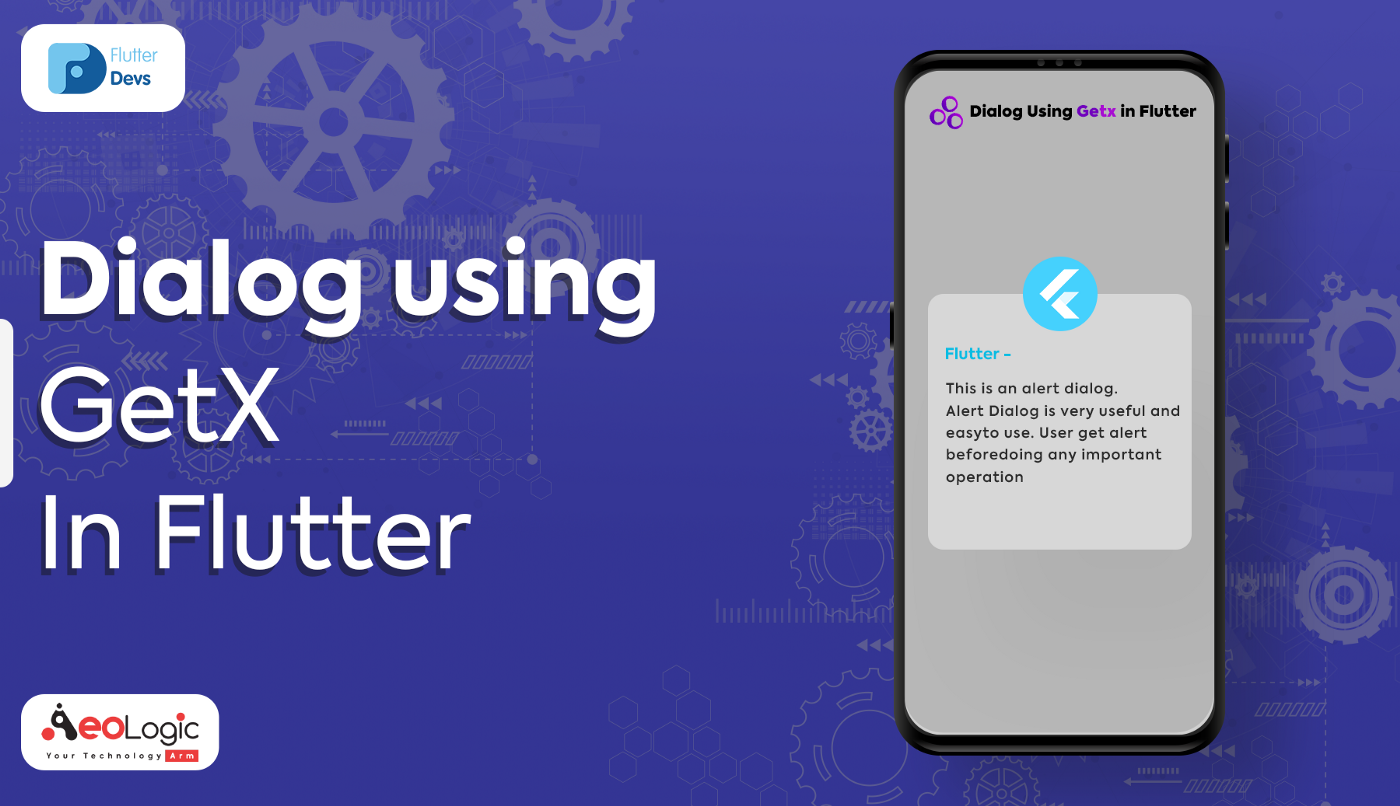 Flutter
Devs
Dialog using
GetX
In Flutter
AeoLogic
Your Technology Arm
Dialog Using Getx in Flutter
Flutter -
This is an alert dialog.
Alert Dialog is very useful and
easyto use. User get alert
beforedoing any important
operation